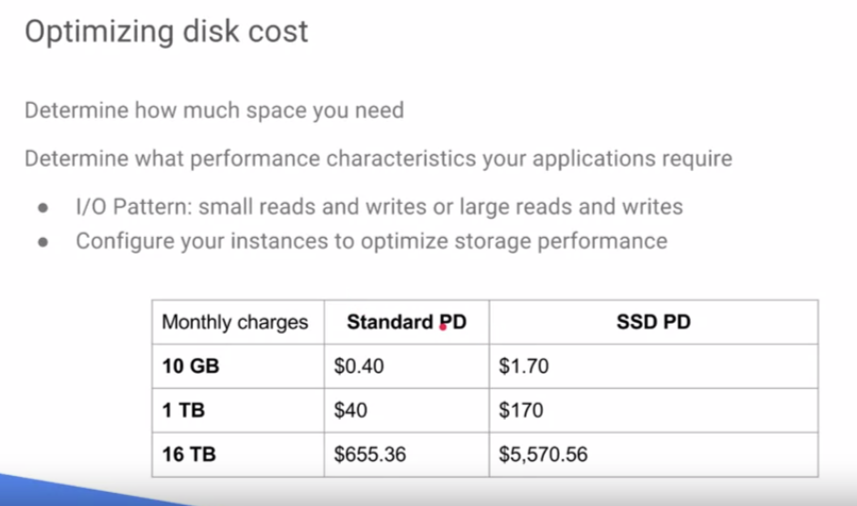 Optimizing disk cost
Determine how much space you need
Determine what performance characteristics your applications require
● I/O Pattern: small reads and writes or large reads and writes
● Configure your instances to optimize storage performance
Monthly charges Standard PD SSD PD
10 GB $0.40 $1.70
1 TB $40 $170
16 TB $655.36 $5,570.56